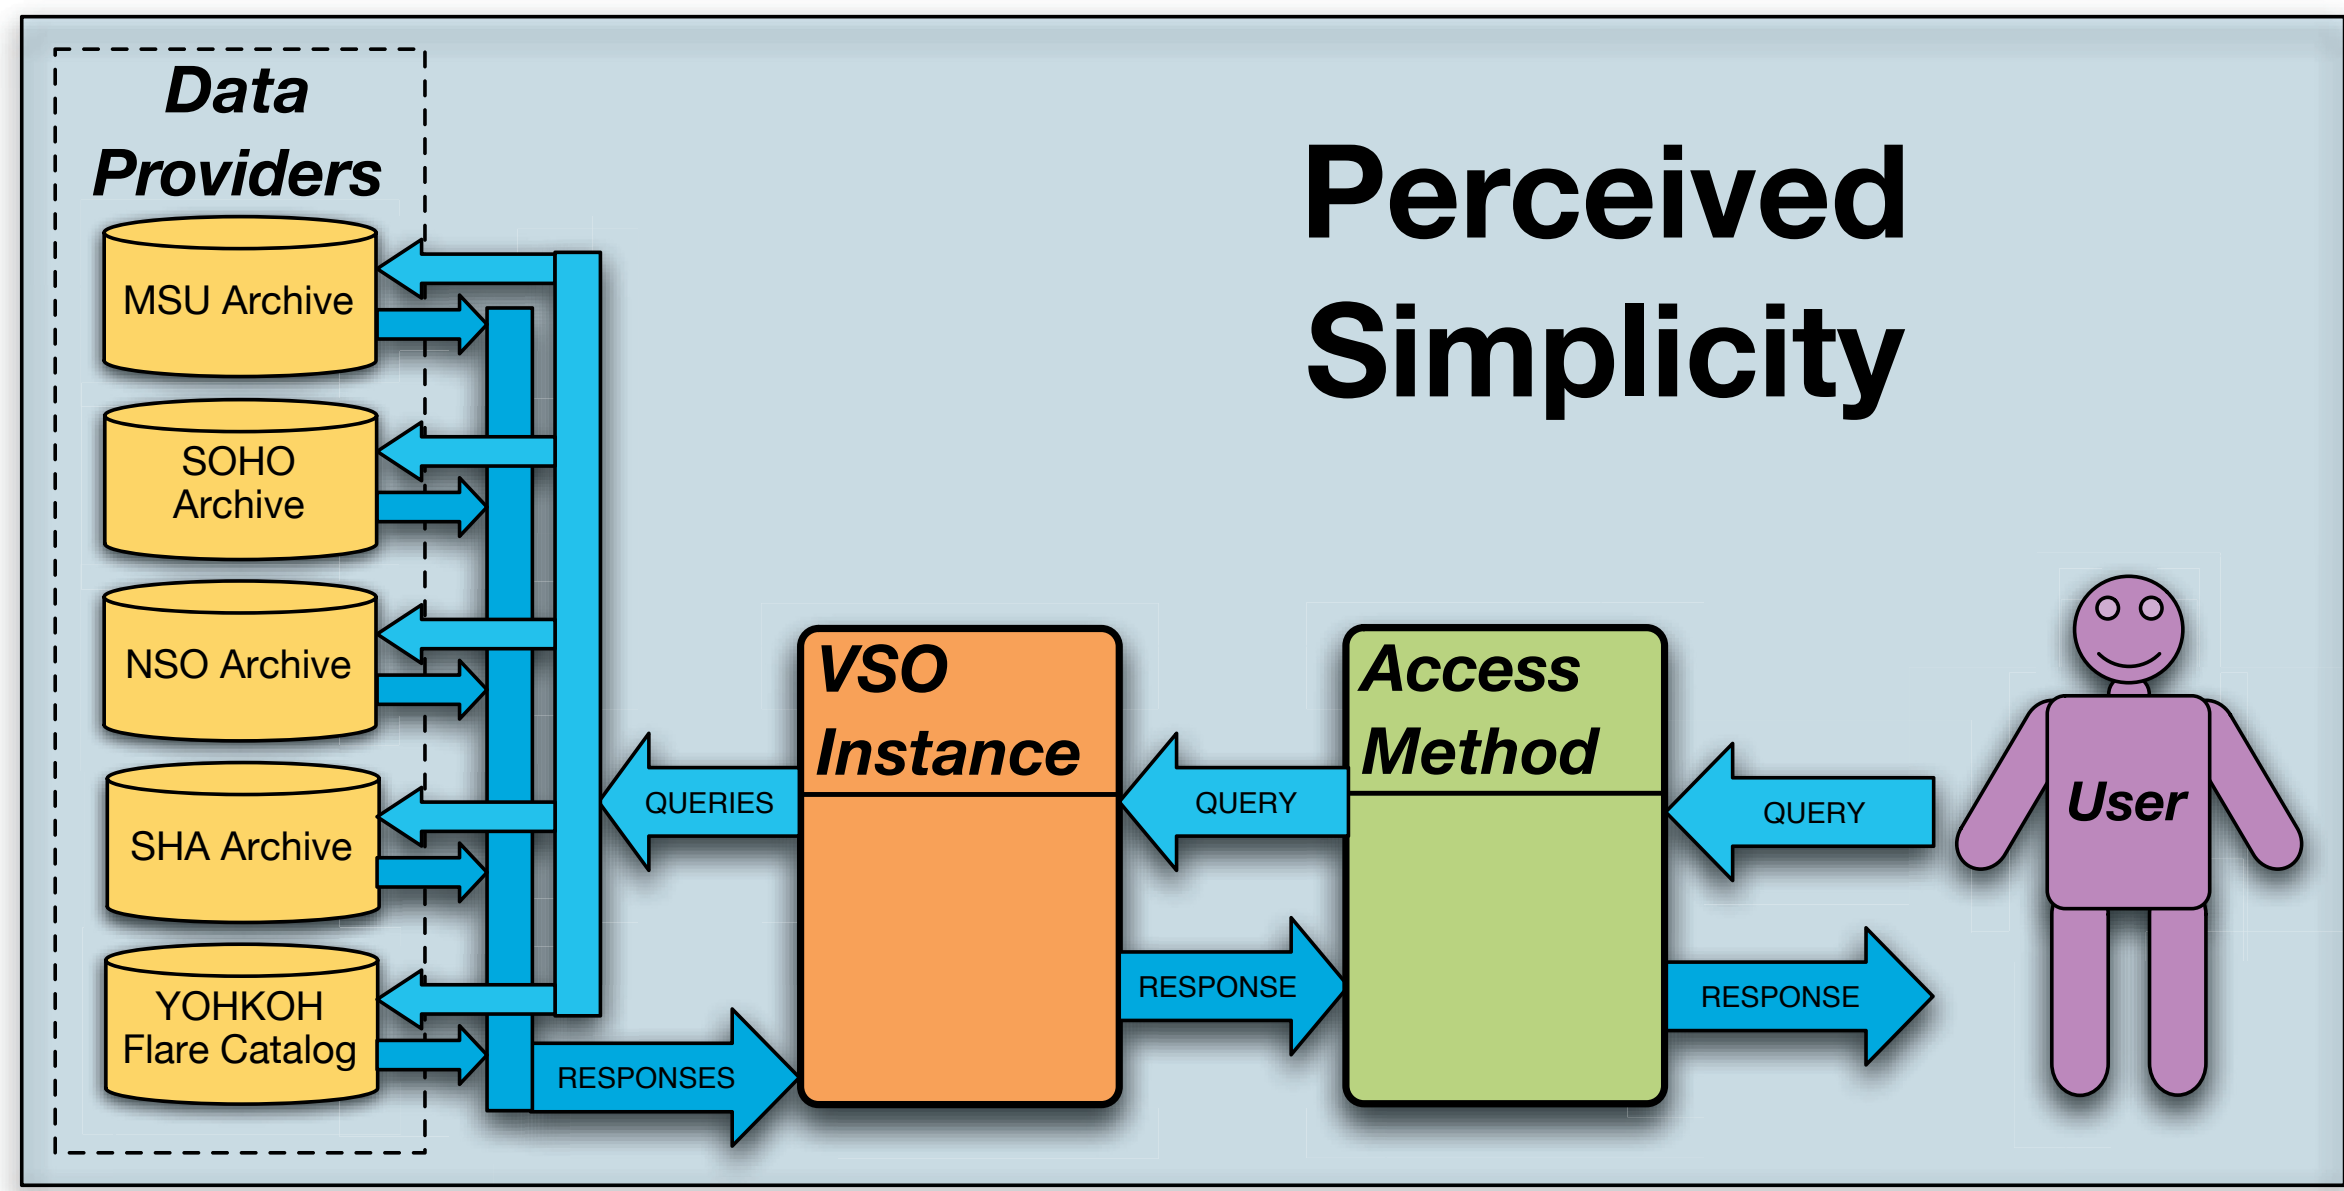 Data
Providers
MSU Archive
SOHO
Archive
NSO Archive
SHA Archive
YOHKOH
Flare Catalog
Perceived
Simplicity
VSO
Instance
Access
Method
User
QUERIES
QUERY
QUERY
RESPONSES
RESPONSE
RESPONSE